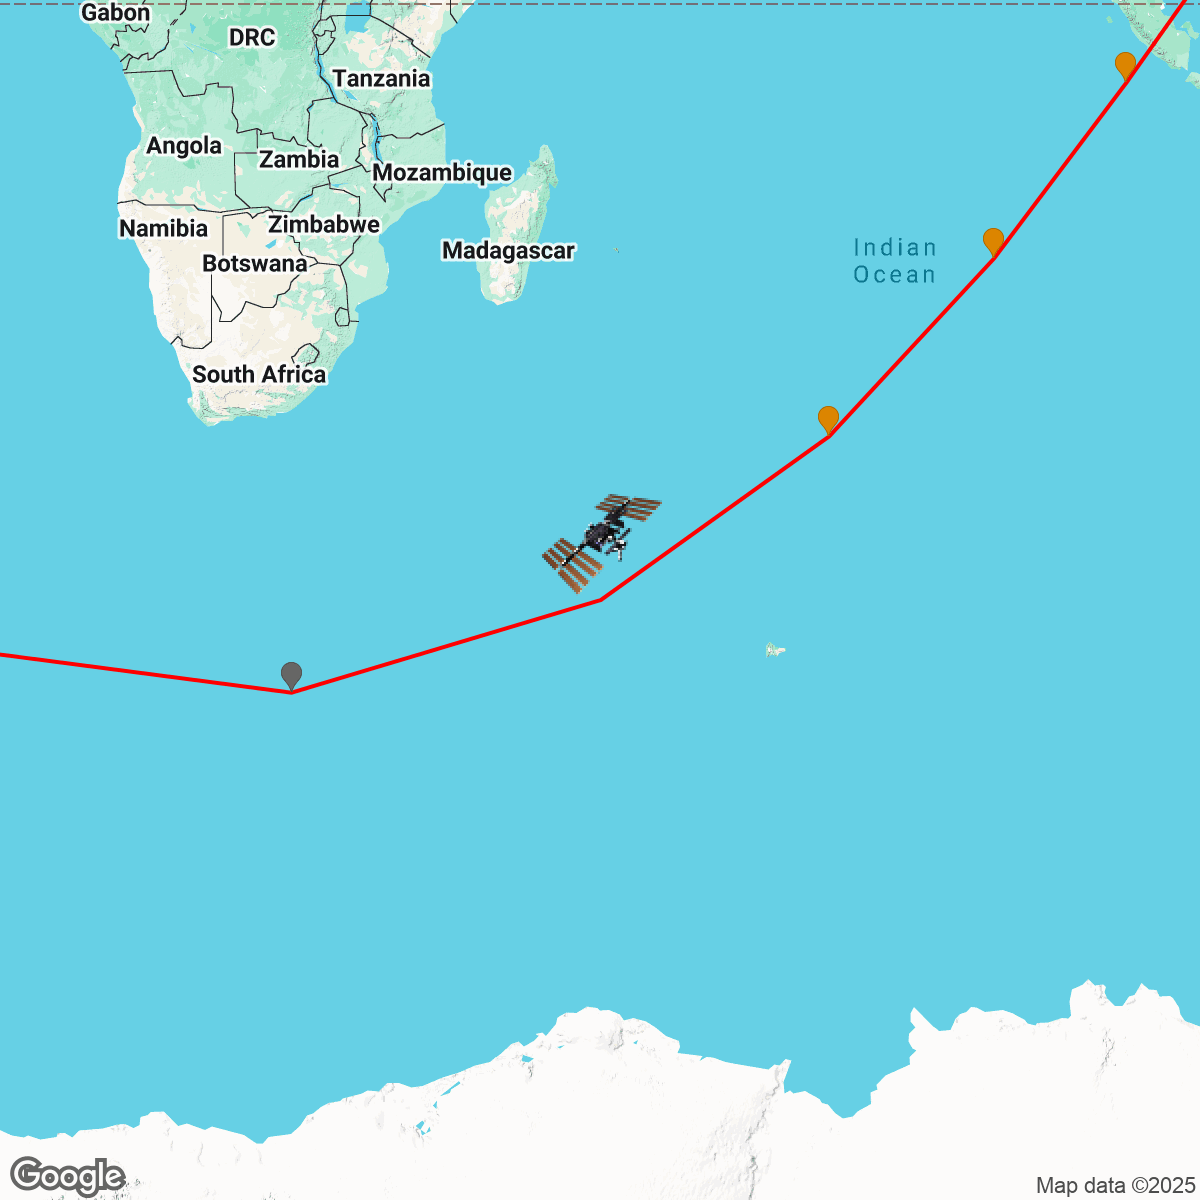 Gabon
DRC
Tanzania
Angola
Zambia
Mozambique
Namibia
Zimbabwe
Madagascar
Botswana
Indian
Ocean
South Africa
Google
Map data ©2025